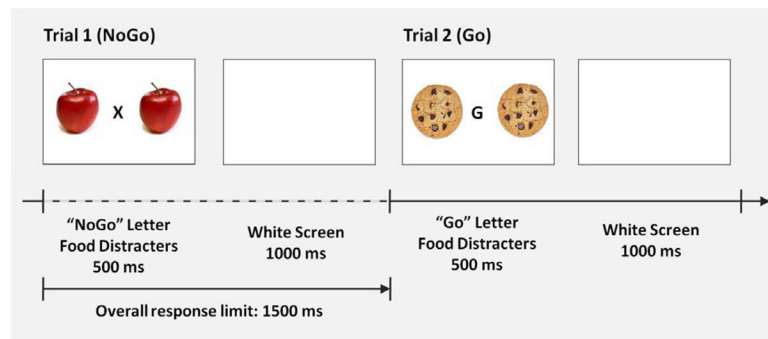 Trial 1 (NoGo)
Trial 2 (Go)
X
G
“NoGo” Letter
Food Distracters
500 ms
White Screen
1000 ms
“Go” Letter
Food Distracters
500 ms
White Screen
1000 ms
Overall response limit: 1500 ms